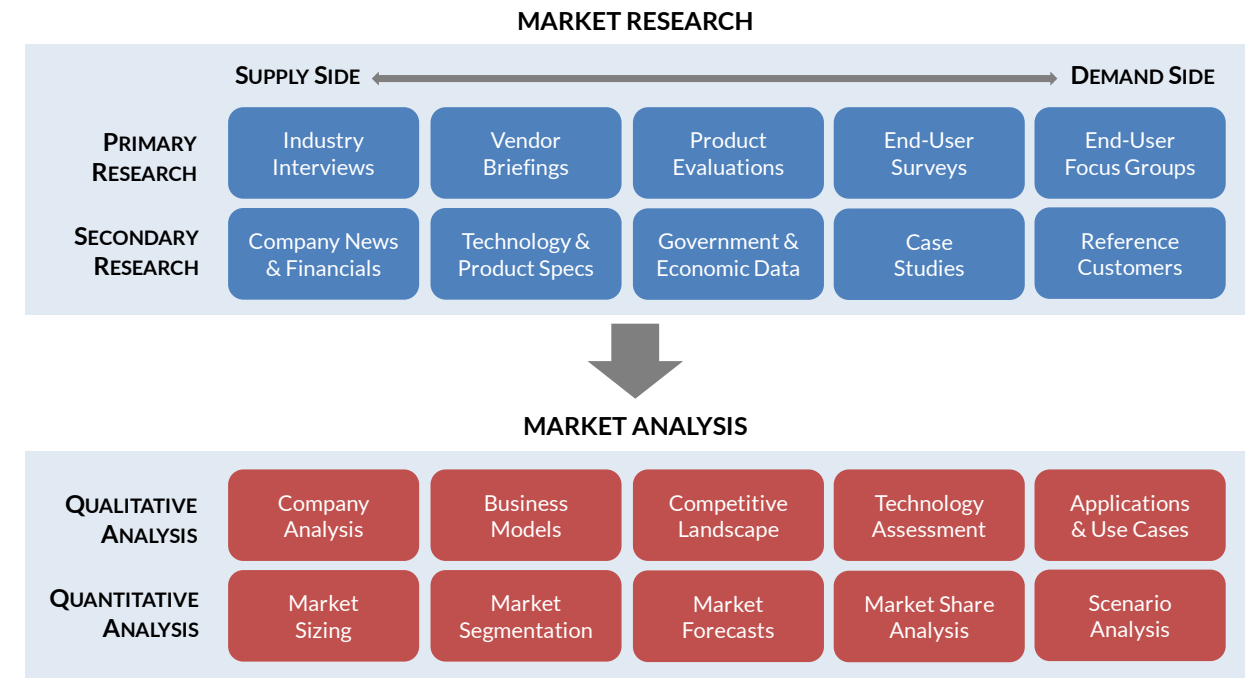 MARKET RESEARCH
SUPPLY SIDE
DEMAND SIDE
PRIMARY
RESEARCH
Industry
Interviews
Vendor
Briefings
Product
Evaluations
End-User
Surveys
End-User
Focus Groups
SECONDARY
RESEARCH
Company News
& Financials
Technology &
Product Specs
Government &
Economic Data
Case
Studies
Reference
Customers
MARKET ANALYSIS
QUALITATIVE
ANALYSIS
Company
Analysis
Business
Models
Competitive
Landscape
Technology
Assessment
Applications
& Use Cases
QUANTITATIVE
ANALYSIS
Market
Sizing
Market
Segmentation
Market
Forecasts
Market Share
Analysis
Scenario
Analysis